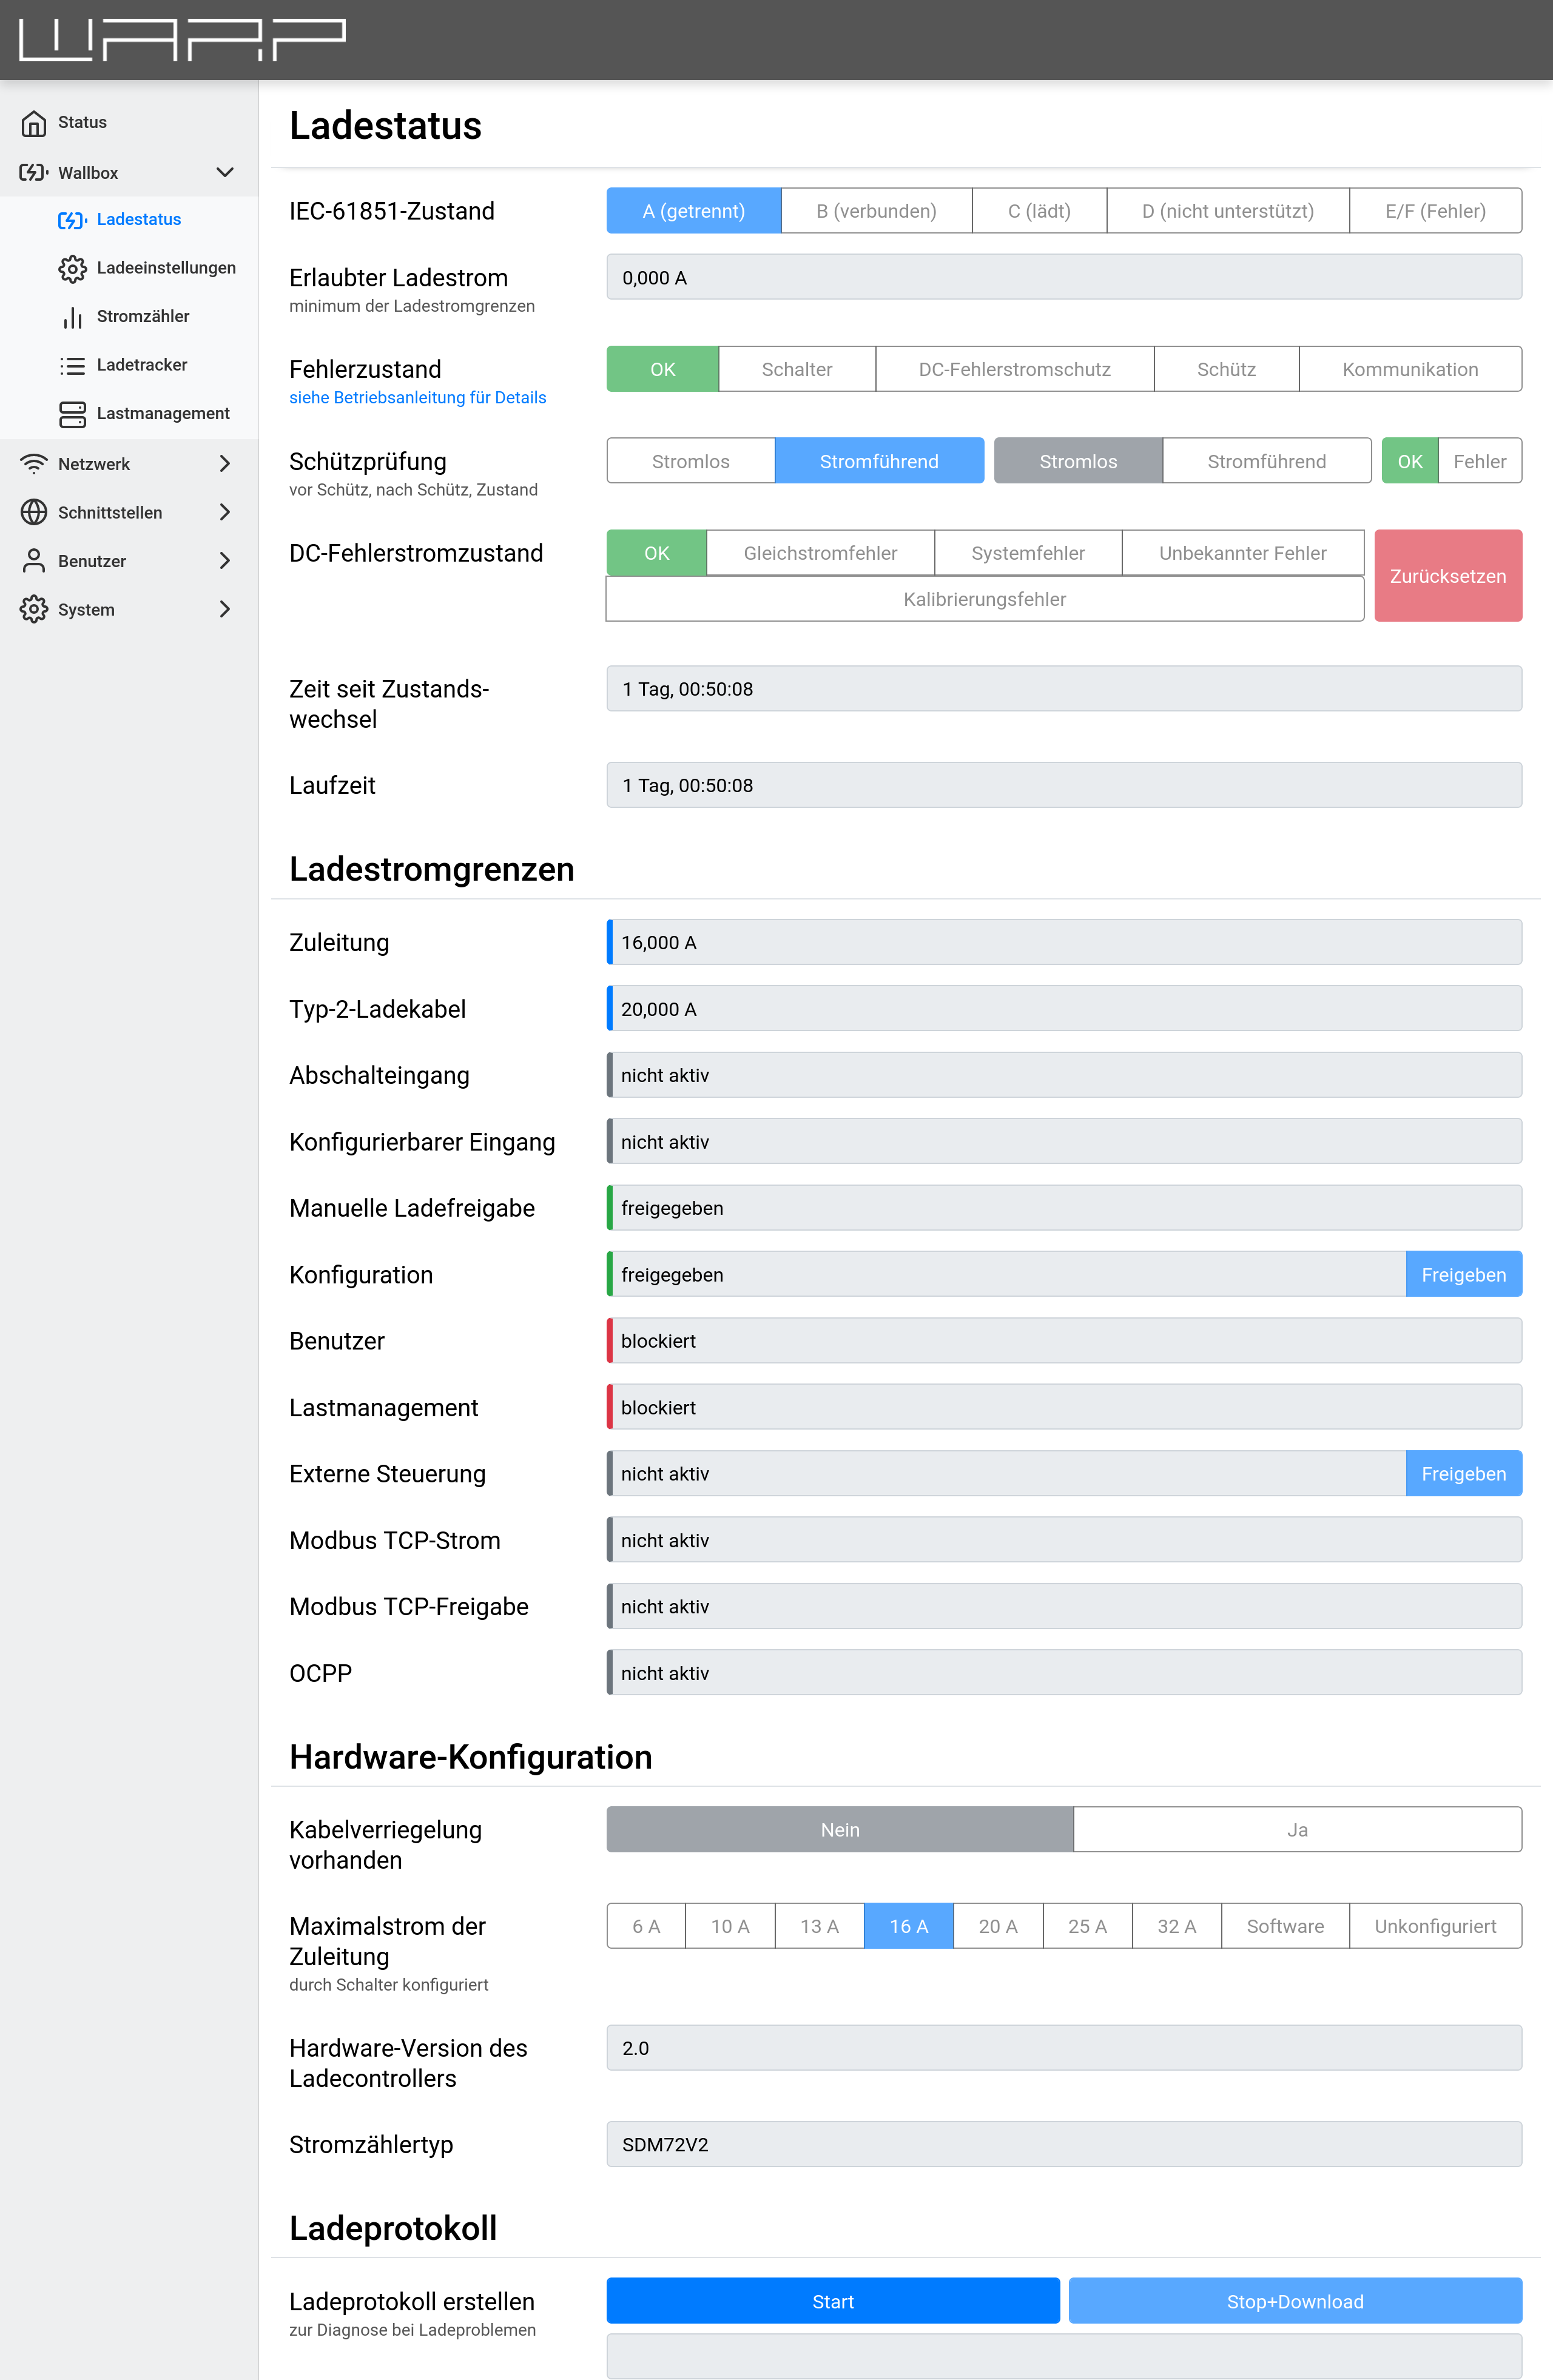 WARP
Status
Wallbox
Ladestatus
Ladeeinstellungen
Stromzähler
Ladetracker
Lastmanagement
Netzwerk
Schnittstellen
Benutzer
System
Ladestatus
IEC-61851-Zustand
A (getrennt) B (verbunden) C (lädt) D (nicht unterstützt) E/F (Fehler)
Erlaubter Ladestrom
minimum der Ladestromgrenzen
0,000 A
Fehlerzustand
siehe Betriebsanleitung für Details
OK Schalter DC-Fehlerstromschutz Schütz Kommunikation
Schützprüfung
vor Schütz, nach Schütz, Zustand
Stromlos Stromführend Stromlos Stromführend OK Fehler
DC-Fehlerstromzustand
OK Gleichstromfehler Systemfehler Unbekannter Fehler
Kalibrierungsfehler
Zurücksetzen
Zeit seit Zustands-
wechsel
1 Tag, 00:50:08
Laufzeit
1 Tag, 00:50:08
Ladestromgrenzen
Zuleitung
16,000 A
Typ-2-Ladekabel
20,000 A
Abschalteingang
nicht aktiv
Konfigurierbarer Eingang
nicht aktiv
Manuelle Ladefreigabe
freigegeben
Konfiguration
freigegeben
Freigeben
Benutzer
blockiert
Lastmanagement
blockiert
Externe Steuerung
nicht aktiv
Freigeben
Modbus TCP-Strom
nicht aktiv
Modbus TCP-Freigabe
nicht aktiv
OCPP
nicht aktiv
Hardware-Konfiguration
Kabelverriegelung
vorhanden
Nein Ja
Maximalstrom der
Zuleitung
durch Schalter konfiguriert
6 A 10 A 13 A 16 A 20 A 25 A 32 A Software Unkonfiguriert
Hardware-Version des
Ladecontrollers
2.0
Stromzählertyp
SDM72V2
Ladeprotokoll
Ladeprotokoll erstellen
zur Diagnose bei Ladeproblemen
Start
Stop+Download